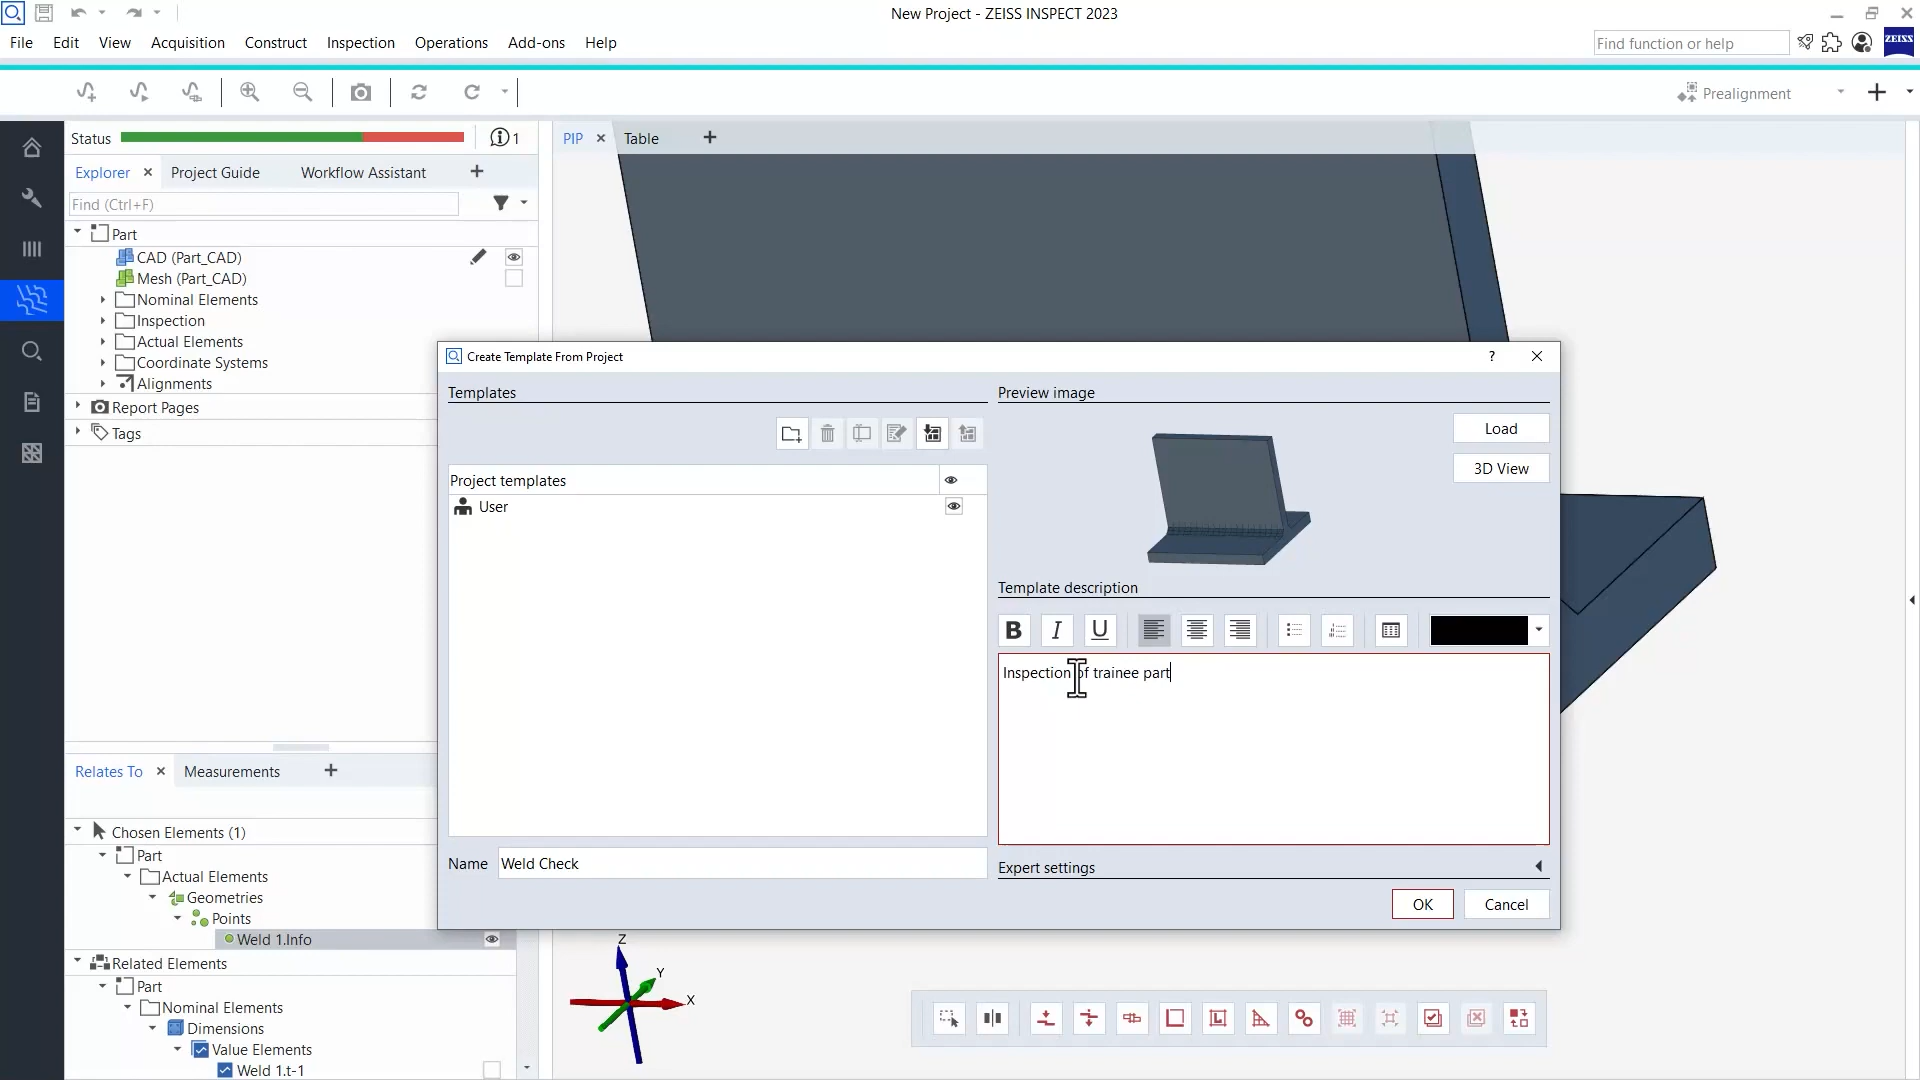 New Project - ZEISS INSPECT 2023
File Edit View Acquisition Construct Inspection Operations Add-ons Help
Find function or help
ZEISS
Prealignment
Status
1
PIP
Table
Explorer
Project Guide
Workflow Assistant
Find (Ctrl+F)
Part
CAD (Part_CAD)
Mesh (Part_CAD)
Nominal Elements
Inspection
Actual Elements
Coordinate Systems
Alignments
Report Pages
Tags
Create Template From Project
?
Templates
Preview image
Load
3D View
Project templates
User
Template description
B I U
Inspection of trainee part
Name
Weld Check
Expert settings
OK
Cancel
Relates To
Measurements
Chosen Elements (1)
Part
Actual Elements
Geometries
Points
Weld 1.Info
Related Elements
Part
Nominal Elements
Dimensions
Value Elements
Weld 1.t-1
Z
Y
X